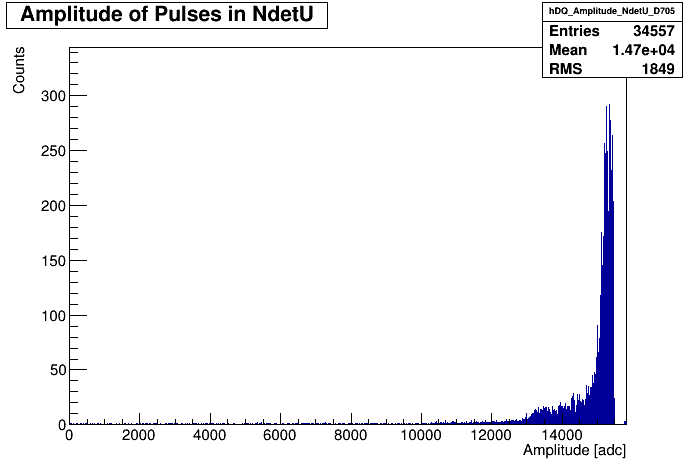 Amplitude of Pulses in NdetU
hDQ_Amplitude_NdetU_D705
Entries 34557
Mean 1.47e+04
RMS 1849
Counts
300
250
200
150
100
50
0
0 2000 4000 6000 8000 10000 12000 14000
Amplitude [adc]